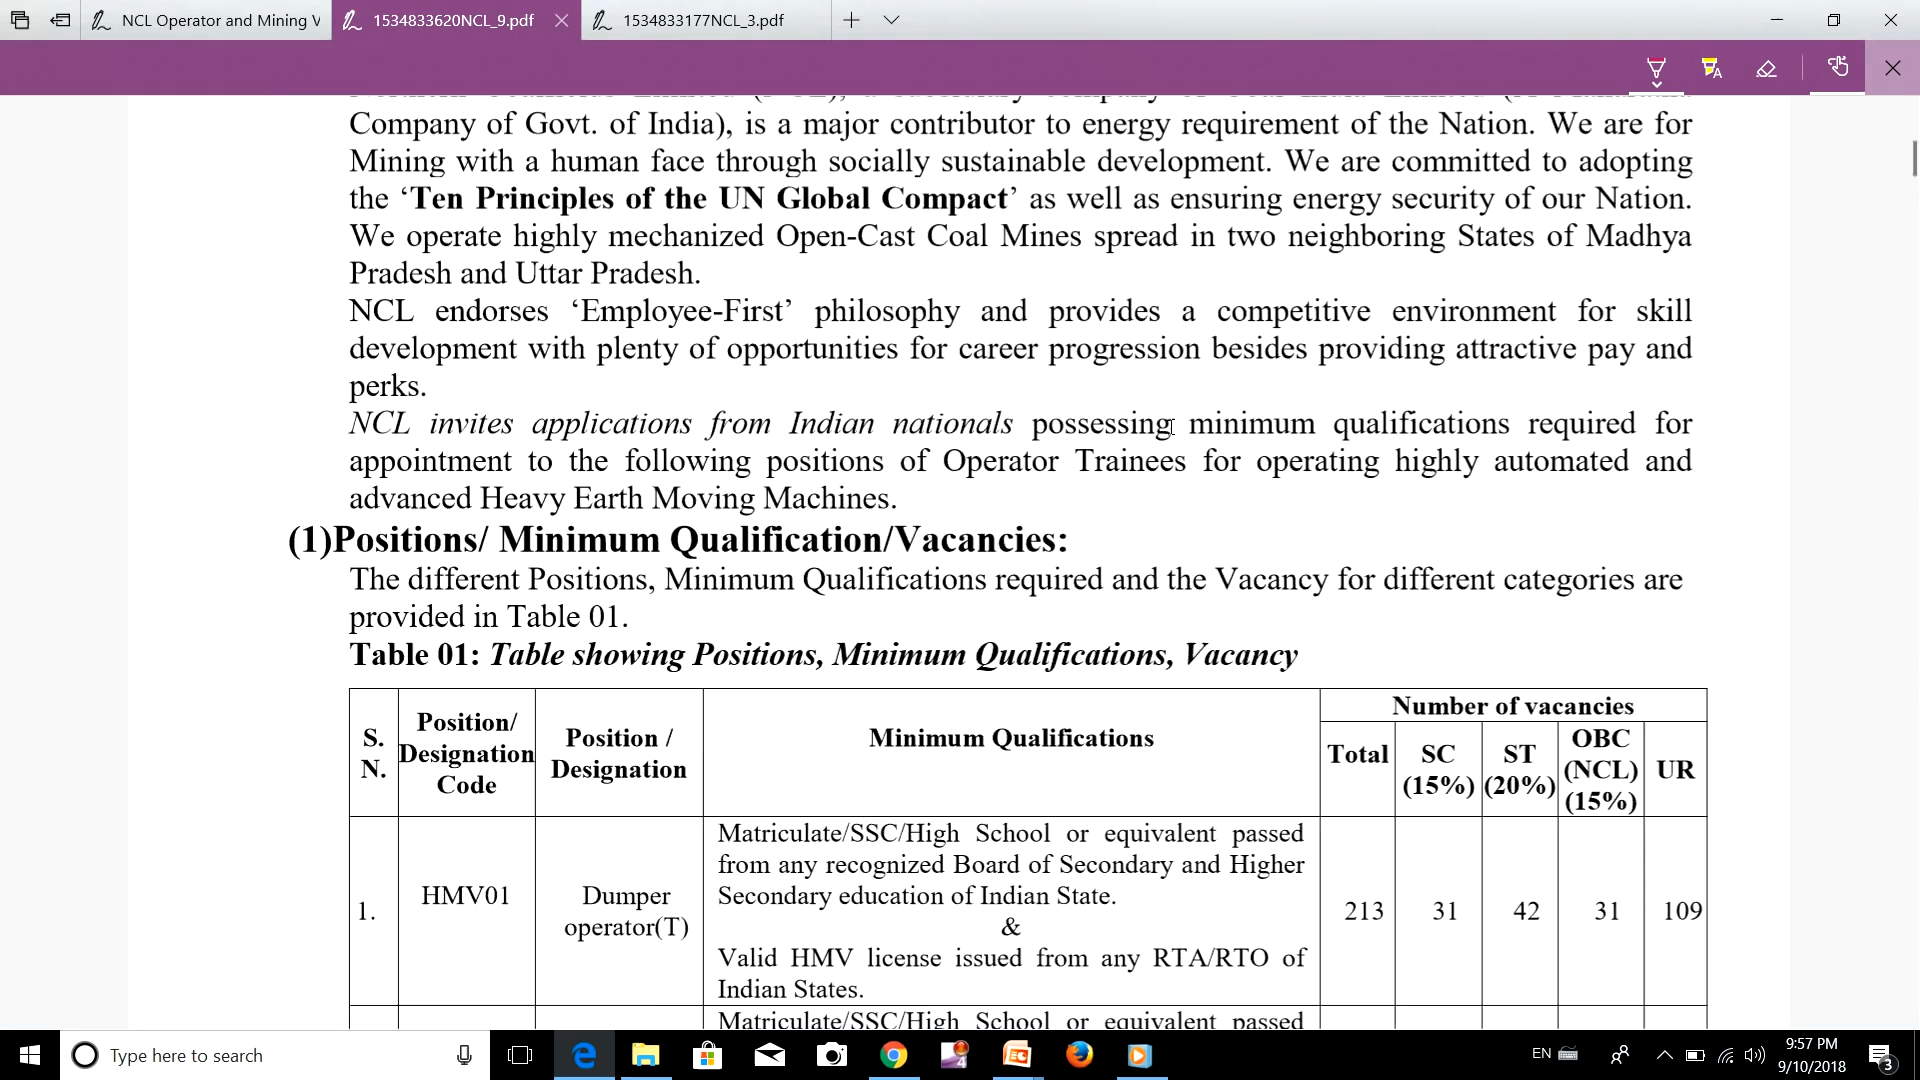 NCL Operator and Mining V
1534833620NCL_9.pdf
1534833177NCL_3.pdf
Company of Govt. of India), is a major contributor to energy requirement of the Nation. We are for
Mining with a human face through socially sustainable development. We are committed to adopting
the ‘Ten Principles of the UN Global Compact’ as well as ensuring energy security of our Nation.
We operate highly mechanized Open-Cast Coal Mines spread in two neighboring States of Madhya
Pradesh and Uttar Pradesh.
NCL endorses ‘Employee-First’ philosophy and provides a competitive environment for skill
development with plenty of opportunities for career progression besides providing attractive pay and
perks.
NCL invites applications from Indian nationals possessing minimum qualifications required for
appointment to the following positions of Operator Trainees for operating highly automated and
advanced Heavy Earth Moving Machines.
(1)Positions/ Minimum Qualification/Vacancies:
The different Positions, Minimum Qualifications required and the Vacancy for different categories are
provided in Table 01.
Table 01: Table showing Positions, Minimum Qualifications, Vacancy
S.
N.
Position/
Designation
Code
Position /
Designation
Minimum Qualifications
Number of vacancies
Total
SC
(15%)
ST
(20%)
OBC
(NCL)
(15%)
UR
1.
HMV01
Dumper
operator(T)
Matriculate/SSC/High School or equivalent passed
from any recognized Board of Secondary and Higher
Secondary education of Indian State.
&
Valid HMV license issued from any RTA/RTO of
Indian States.
213
31
42
31
109
Matriculate/SSC/High School or equivalent passed
Type here to search
4
EN
9:57 PM
9/10/2018
3